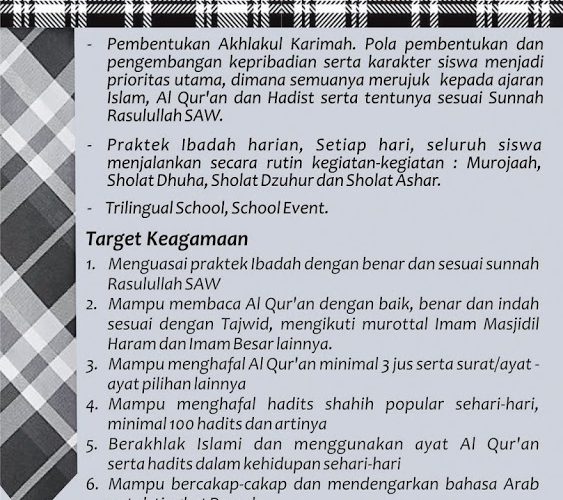 - Pembentukan Akhlakul Karimah. Pola pembentukan dan
pengembangan kepribadian serta karakter siswa menjadi
prioritas utama, dimana semuanya merujuk kepada ajaran
Islam, Al Qur'an dan Hadist serta tentunya sesuai Sunnah
Rasulullah SAW.
- Praktek Ibadah harian, Setiap hari, seluruh siswa
menjalankan secara rutin kegiatan-kegiatan : Murojaah,
Sholat Dhuha, Sholat Dzuhur dan Sholat Ashar.
- Trilingual School, School Event.
Target Keagamaan
1. Menguasai praktek Ibadah dengan benar dan sesuai sunnah
Rasulullah SAW
2. Mampu membaca Al Qur'an dengan baik, benar dan indah
sesuai dengan Tajwid, mengikuti murottal Imam Masjidil
Haram dan Imam Besar lainnya.
3. Mampu menghafal Al Qur'an minimal 3 jus serta surat/ayat -
ayat pilihan lainnya
4. Mampu menghafal hadits shahih popular sehari-hari,
minimal 100 hadits dan artinya
5. Berakhlak Islami dan menggunakan ayat Al Qur'an
serta hadits dalam kehidupan sehari-hari
6. Mampu bercakap-cakap dan mendengarkan bahasa Arab